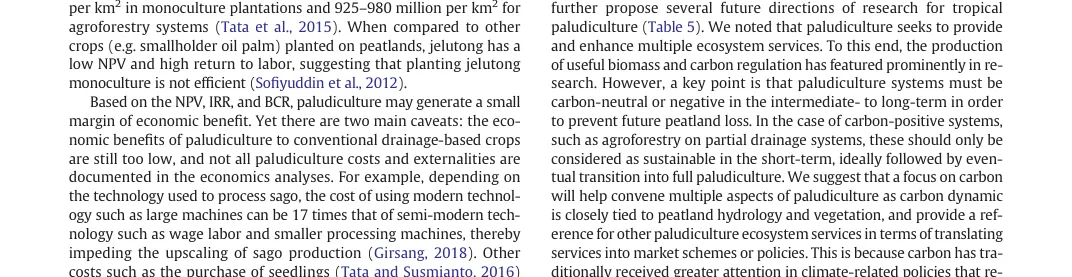 per km² in monoculture plantations and 925–980 million per km² for
agroforestry systems (Tata et al., 2015). When compared to other
crops (e.g. smallholder oil palm) planted on peatlands, jelutong has a
low NPV and high return to labor, suggesting that planting jelutong
monoculture is not efficient (Sofiyuddin et al., 2012).
Based on the NPV, IRR, and BCR, paludiculture may generate a small
margin of economic benefit. Yet there are two main caveats: the eco-
nomic benefits of paludiculture to conventional drainage-based crops
are still too low, and not all paludiculture costs and externalities are
documented in the economics analyses. For example, depending on
the technology used to process sago, the cost of using modern technol-
ogy such as large machines can be 17 times that of semi-modern tech-
nology such as wage labor and smaller processing machines, thereby
impeding the upscaling of sago production (Girsang, 2018). Other
costs such as the purchase of seedlings (Tata and Susmianto, 2016)
further propose several future directions of research for tropical
paludiculture (Table 5). We noted that paludiculture seeks to provide
and enhance multiple ecosystem services. To this end, the production
of useful biomass and carbon regulation has featured prominently in re-
search. However, a key point is that paludiculture systems must be
carbon-neutral or negative in the intermediate- to long-term in order
to prevent future peatland loss. In the case of carbon-positive systems,
such as agroforestry on partial drainage systems, these should only be
considered as sustainable in the short-term, ideally followed by even-
tual transition into full paludiculture. We suggest that a focus on carbon
will help convene multiple aspects of paludiculture as carbon dynamic
is closely tied to peatland hydrology and vegetation, and provide a ref-
erence for other paludiculture ecosystem services in terms of translating
services into market schemes or policies. This is because carbon has tra-
ditionally received greater attention in climate-related policies that re-